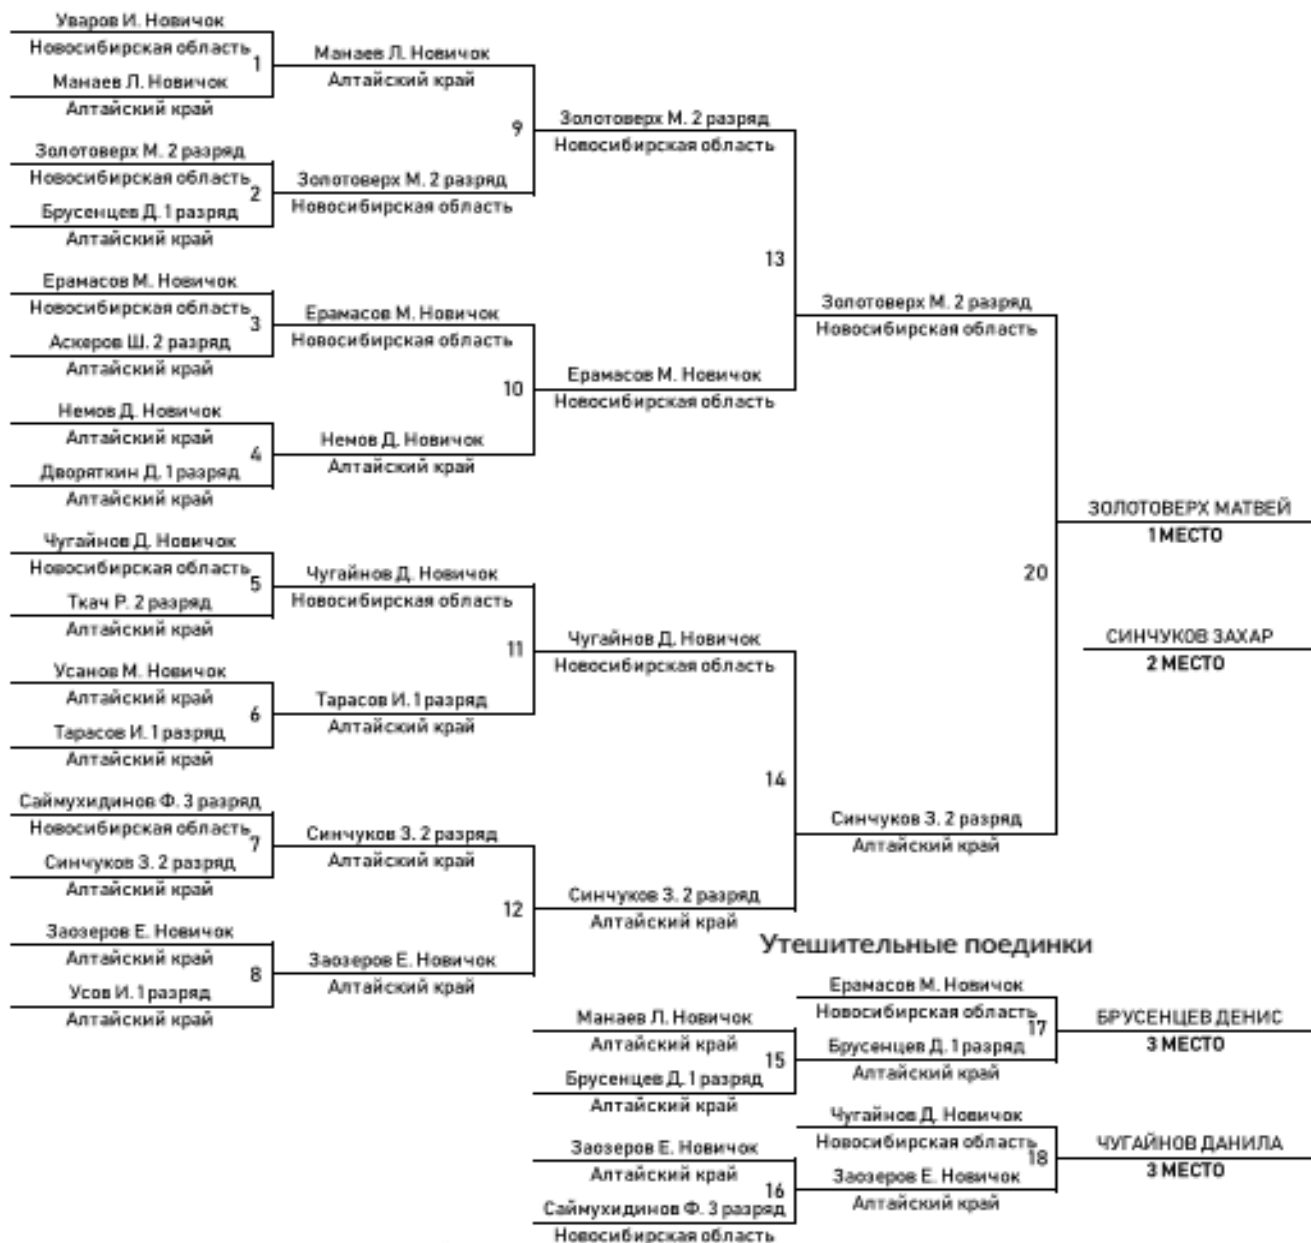 Уваров И. Новичок
Новосибирская область
1
Манаев Л. Новичок
Алтайский край
Золотоверх М. 2 разряд
Новосибирская область
2
Брусенцев Д. 1 разряд
Алтайский край
Ерамасов М. Новичок
Новосибирская область
3
Аскеров Ш. 2 разряд
Алтайский край
Немов Д. Новичок
Алтайский край
4
Дворяткин Д. 1 разряд
Алтайский край
Чугайнов Д. Новичок
Новосибирская область
5
Ткач Р. 2 разряд
Алтайский край
Усанов М. Новичок
Алтайский край
6
Тарасов И. 1 разряд
Алтайский край
Саймухидинов Ф. 3 разряд
Новосибирская область
7
Синчуков З. 2 разряд
Алтайский край
Заозеров Е. Новичок
Алтайский край
8
Усов И. 1 разряд
Алтайский край
Манаев Л. Новичок
Алтайский край
9
Золотоверх М. 2 разряд
Новосибирская область
Ерамасов М. Новичок
Новосибирская область
10
Немов Д. Новичок
Алтайский край
Чугайнов Д. Новичок
Новосибирская область
11
Тарасов И. 1 разряд
Алтайский край
Синчуков З. 2 разряд
Алтайский край
12
Заозеров Е. Новичок
Алтайский край
Золотоверх М. 2 разряд
Новосибирская область
13
Ерамасов М. Новичок
Новосибирская область
Чугайнов Д. Новичок
Новосибирская область
14
Синчуков З. 2 разряд
Алтайский край
Золотоверх М. 2 разряд
Новосибирская область
20
Синчуков З. 2 разряд
Алтайский край
ЗОЛОТОВЕРХ МАТВЕЙ
1 МЕСТО
СИНЧУКОВ ЗАХАР
2 МЕСТО
Утешительные поединки
Манаев Л. Новичок
Алтайский край
15
Брусенцев Д. 1 разряд
Алтайский край
Ерамасов М. Новичок
Новосибирская область
17
Брусенцев Д. 1 разряд
Алтайский край
БРУСЕНЦЕВ ДЕНИС
3 МЕСТО
Заозеров Е. Новичок
Алтайский край
16
Саймухидинов Ф. 3 разряд
Новосибирская область
Чугайнов Д. Новичок
Новосибирская область
18
Заозеров Е. Новичок
Алтайский край
ЧУГАЙНОВ ДАНИЛА
3 МЕСТО